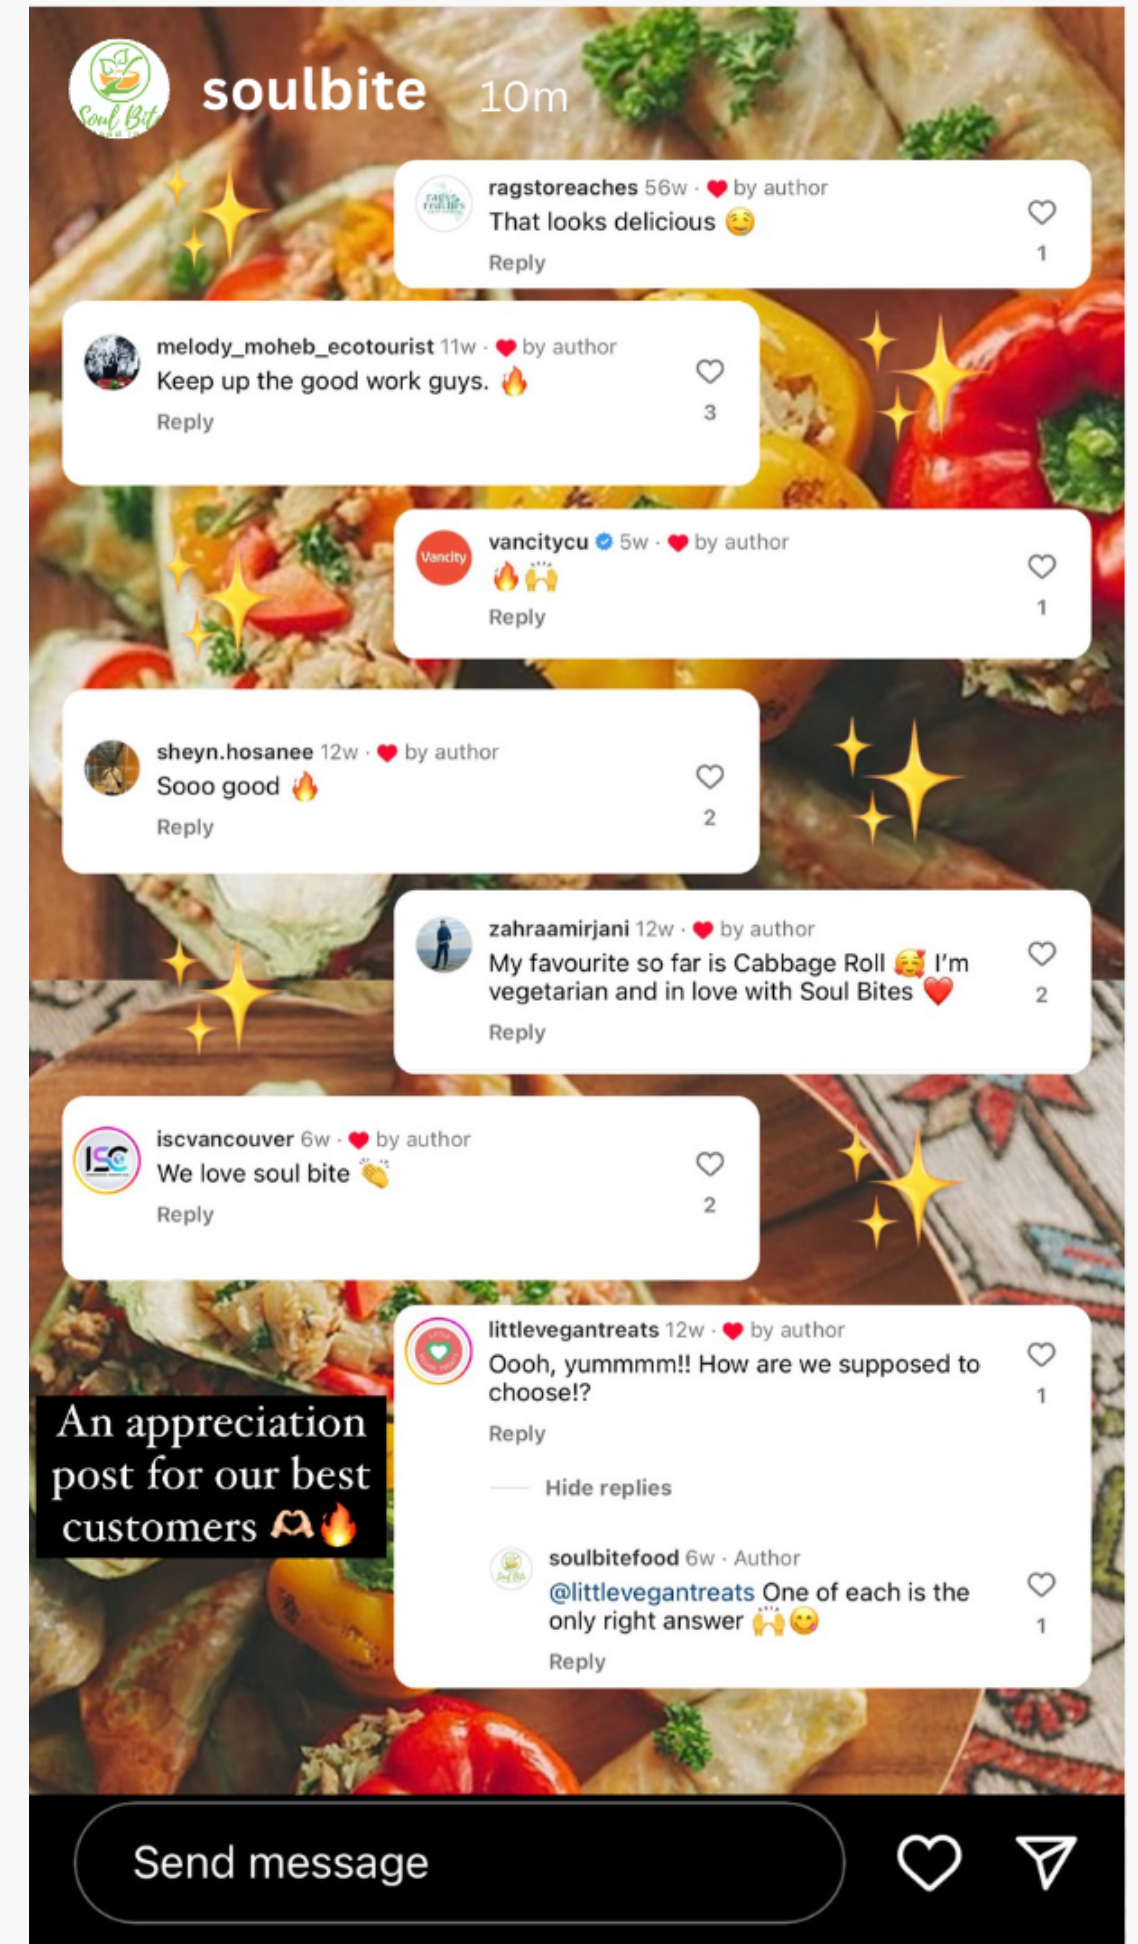 Soul Bite
soulbite 10m
ragstoreaches 56w · ❤️ by author
That looks delicious 🤤
1
Reply
melody_moheb_ecotourist 11w · ❤️ by author
Keep up the good work guys. 🔥
3
Reply
Vancity
vancitycu 5w · ❤️ by author
🔥🙌
1
Reply
sheyn.hosanee 12w · ❤️ by author
Sooo good 🔥
2
Reply
zahraamirjani 12w · ❤️ by author
My favourite so far is Cabbage Roll 🥰 I'm
vegetarian and in love with Soul Bites ❤️
2
Reply
ISC
iscvancouver 6w · ❤️ by author
We love soul bite 👏
2
Reply
littlevegantreats 12w · ❤️ by author
Oooh, yummmm!! How are we supposed to
choose!?
1
Reply
Hide replies
An appreciation
post for our best
customers 🫶🏻🔥
soulbitefood 6w · Author
@littlevegantreats One of each is the
only right answer 🙌😋
1
Reply
Send message